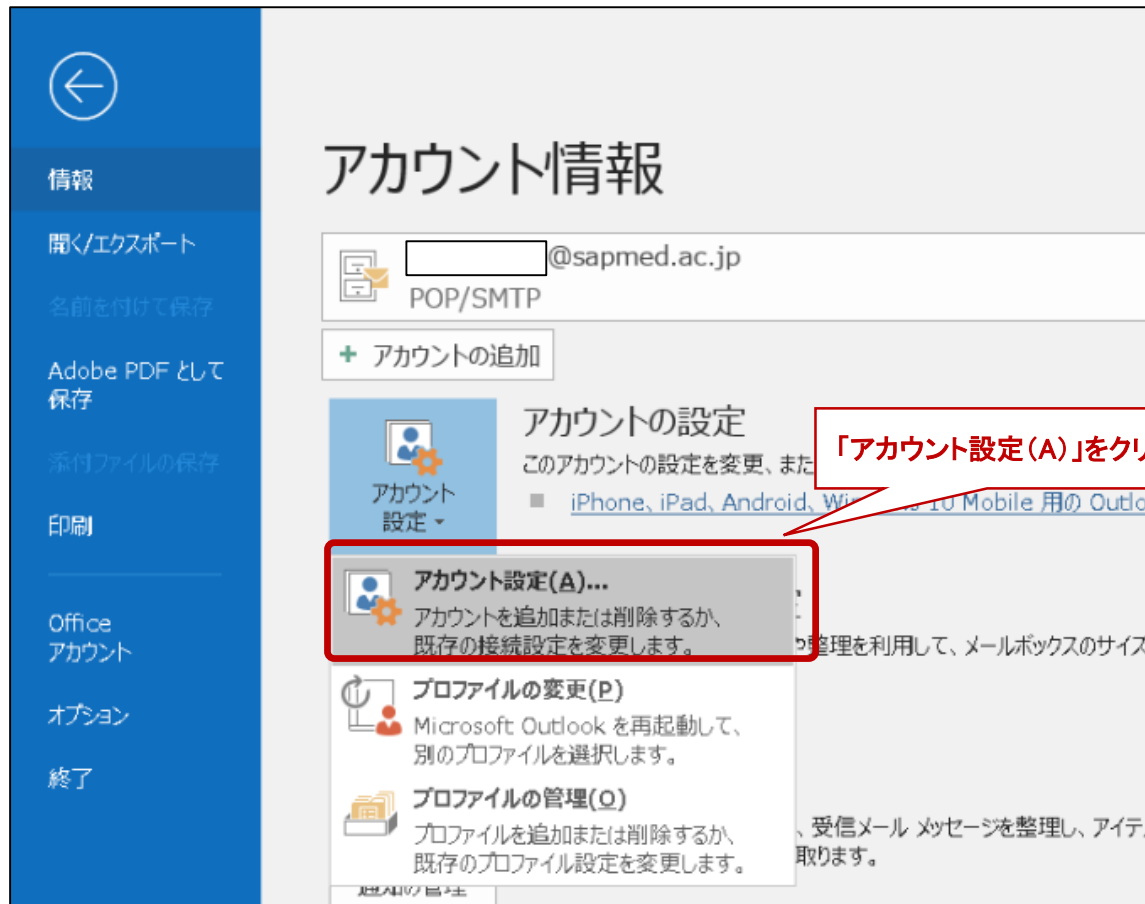 情報
開く/エクスポート
名前を付けて保存
Adobe PDF として
保存
添付ファイルの保存
印刷
Office
アカウント
オプション
終了
アカウント情報
@sapmed.ac.jp
POP/SMTP
+ アカウントの追加
アカウント
設定
アカウントの設定
このアカウントの設定を変更、また
iPhone、iPad、Android、 10 Mobile 用の Outlo
「アカウント設定(A)」をクリ
アカウント設定(A)...
アカウントを追加または削除するか、
既存の接続設定を変更します。
整理を利用して、メールボックスのサイズ
プロファイルの変更(P)
Microsoft Outlook を再起動して、
別のプロファイルを選択します。
プロファイルの管理(O)
プロファイルを追加または削除するか、
既存のプロファイル設定を変更します。
、受信メール メッセージを整理し、アイテ
取ります。
通知の管理